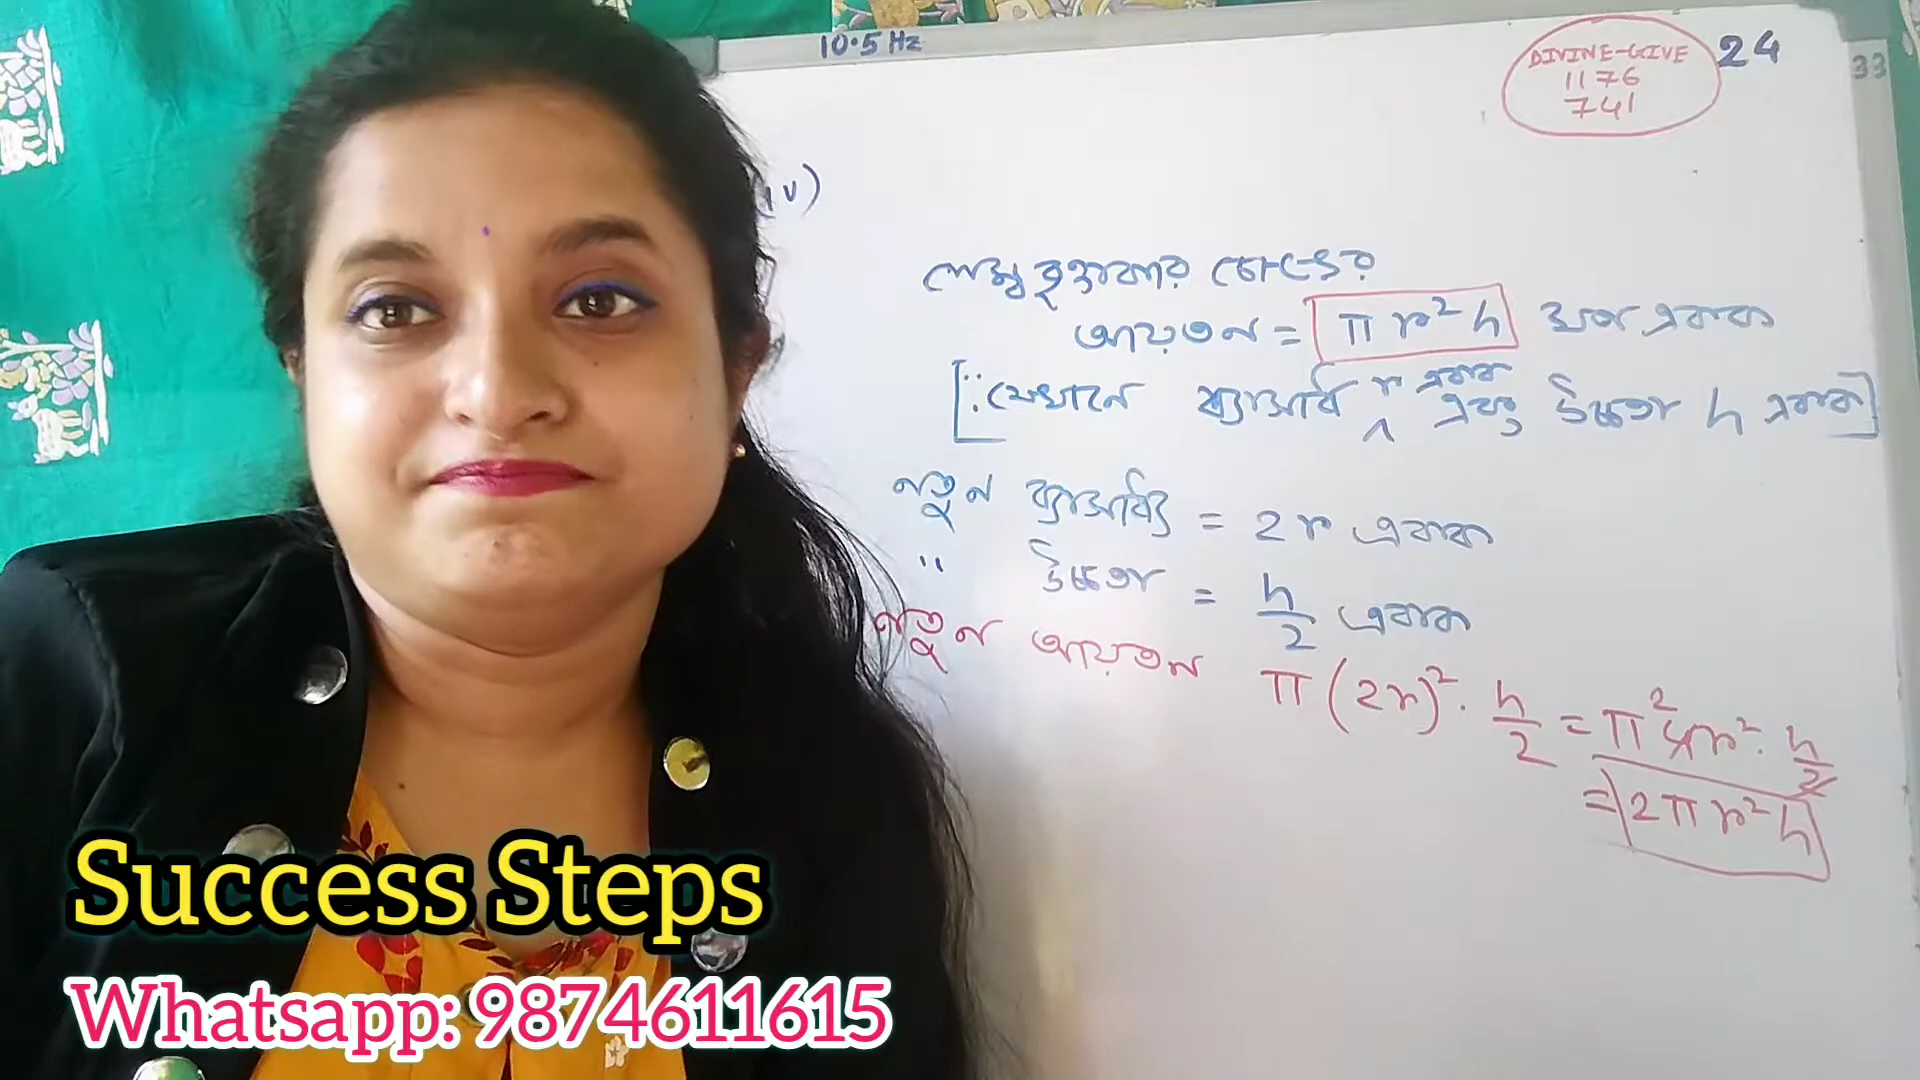 10.5 Hz
DIVINE-GIVE
1176
741
24
33
(iv)
লম্ব বৃত্তাকার চোঙের
আয়তন = πr²h ঘন একক
[∵ যেখানে ব্যাসার্ধ r একক এবং উচ্চতা h একক]
নতুন ব্যাসার্ধ = 2r একক
" উচ্চতা = h/2 একক
নতুন আয়তন π(2r)². h/2 = π 4r². h/2
= 2πr²h
Success Steps
Whatsapp: 9874611615